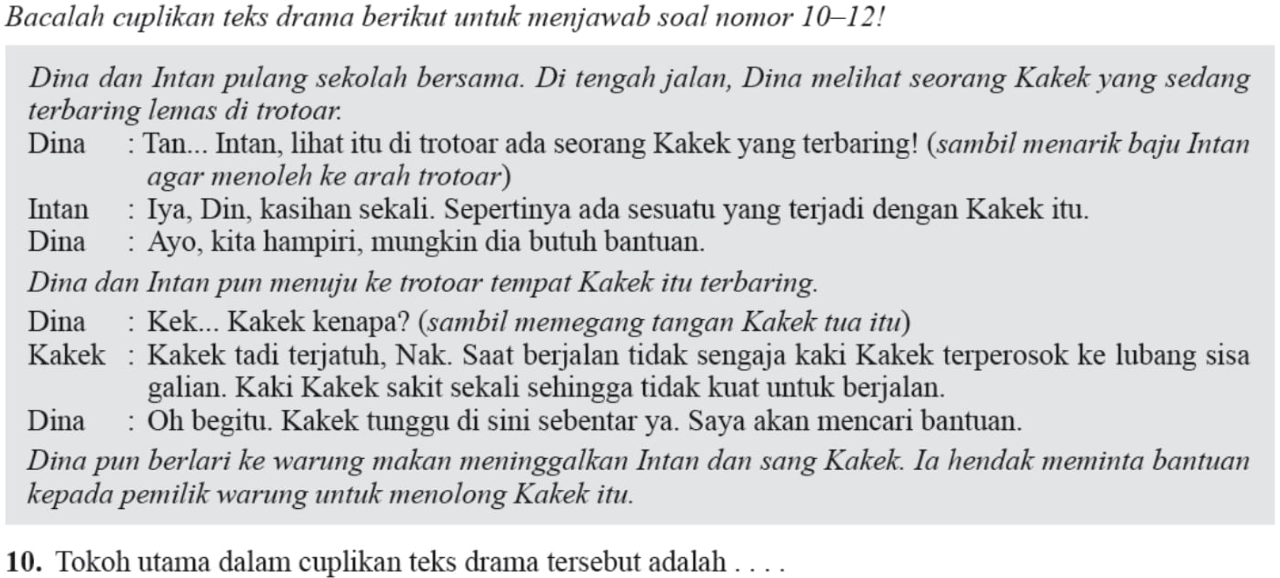 Bacalah cuplikan teks drama berikut untuk menjawab soal nomor 10–12!
Dina dan Intan pulang sekolah bersama. Di tengah jalan, Dina melihat seorang Kakek yang sedang
terbaring lemas di trotoar.
Dina : Tan... Intan, lihat itu di trotoar ada seorang Kakek yang terbaring! (sambil menarik baju Intan
agar menoleh ke arah trotoar)
Intan : Iya, Din, kasihan sekali. Sepertinya ada sesuatu yang terjadi dengan Kakek itu.
Dina : Ayo, kita hampiri, mungkin dia butuh bantuan.
Dina dan Intan pun menuju ke trotoar tempat Kakek itu terbaring.
Dina : Kek... Kakek kenapa? (sambil memegang tangan Kakek tua itu)
Kakek : Kakek tadi terjatuh, Nak. Saat berjalan tidak sengaja kaki Kakek terperosok ke lubang sisa
galian. Kaki Kakek sakit sekali sehingga tidak kuat untuk berjalan.
Dina : Oh begitu. Kakek tunggu di sini sebentar ya. Saya akan mencari bantuan.
Dina pun berlari ke warung makan meninggalkan Intan dan sang Kakek. Ia hendak meminta bantuan
kepada pemilik warung untuk menolong Kakek itu.
10. Tokoh utama dalam cuplikan teks drama tersebut adalah . . . .